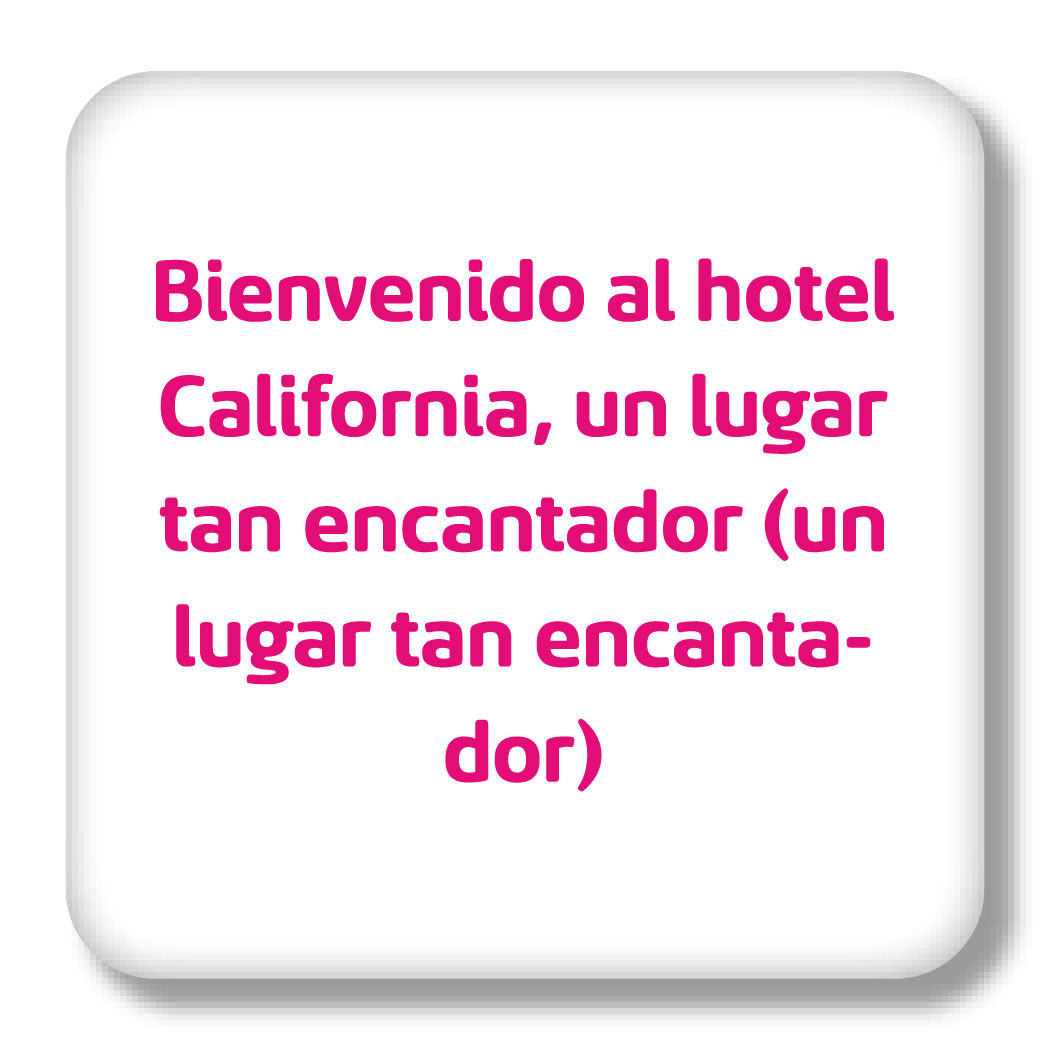 Bienvenido al hotel
California, un lugar
tan encantador (un
lugar tan encanta-
dor)